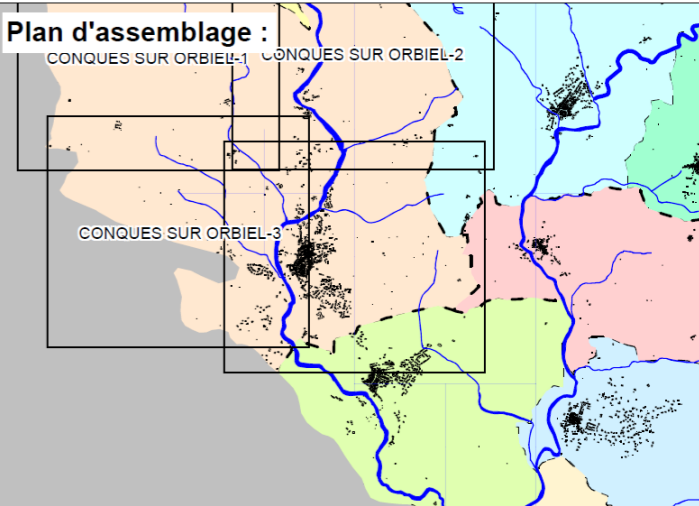 Plan d'assemblage :
CONQUES SUR ORBIEL-1
CONQUES SUR ORBIEL-2
CONQUES SUR ORBIEL-3